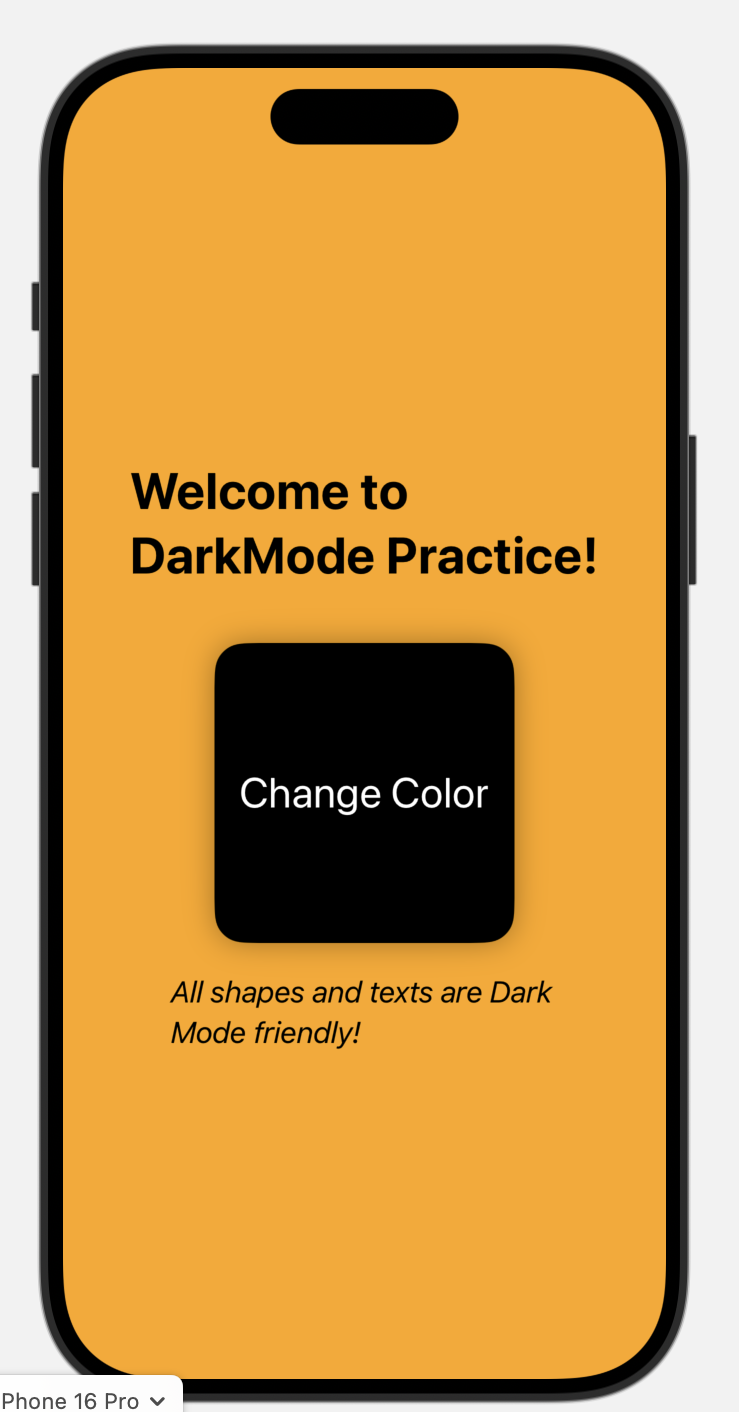 Welcome to
DarkMode Practice!
Change Color
All shapes and texts are Dark
Mode friendly!
Phone 16 Pro